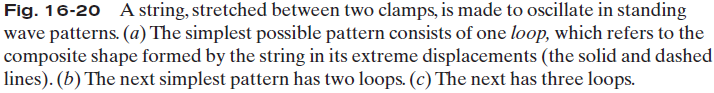 Fig. 16-20 A string, stretched between two clamps, is made to oscillate in standing
wave patterns. (a) The simplest possible pattern consists of one loop, which refers to the
composite shape formed by the string in its extreme displacements (the solid and dashed
lines). (b) The next simplest pattern has two loops. (c) The next has three loops.